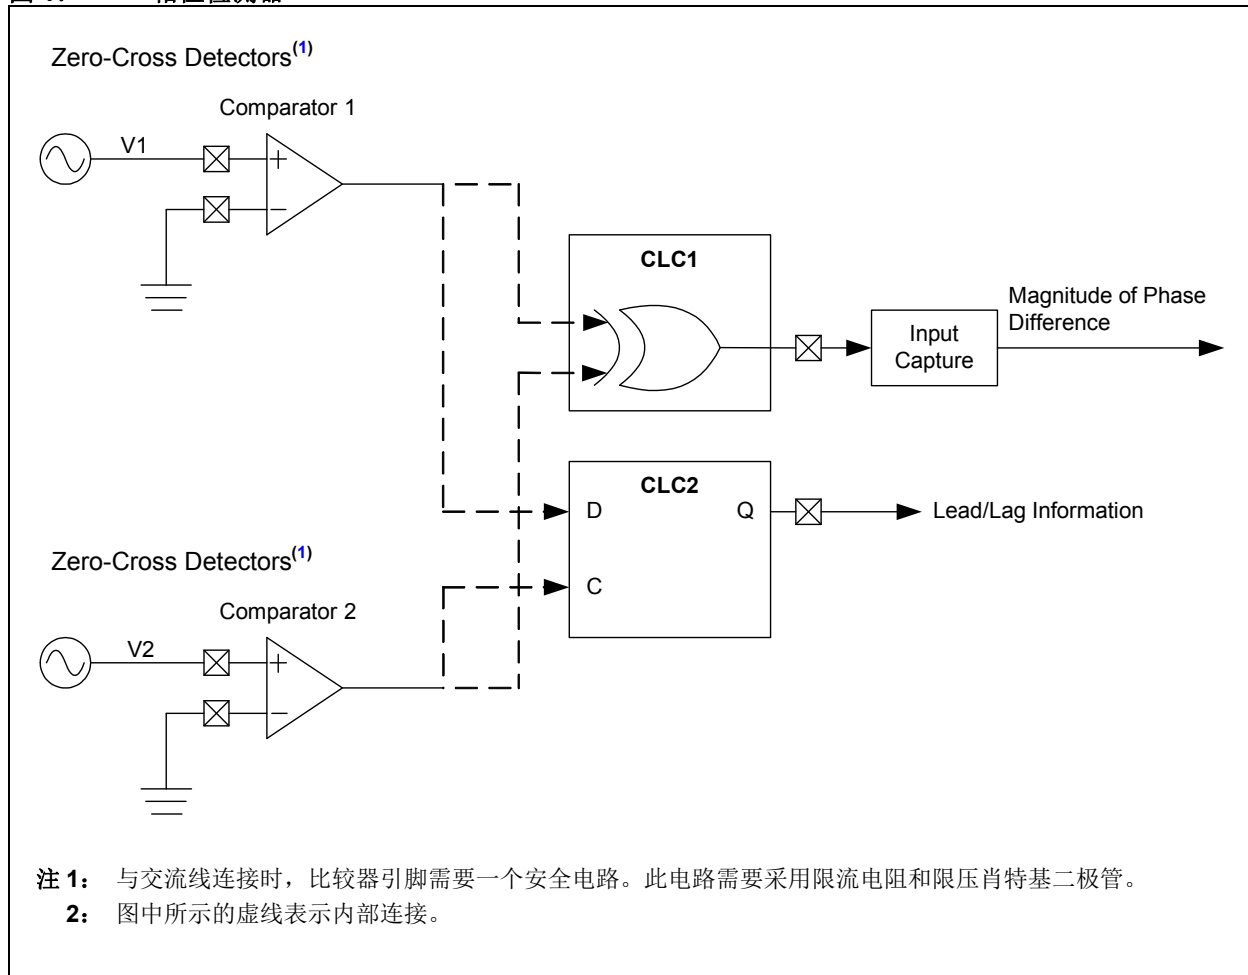 Zero-Cross Detectors(1)
Comparator 1
V1
+
−
CLC1
Magnitude of Phase
Difference
Input
Capture
CLC2
D
Q
Lead/Lag Information
C
Zero-Cross Detectors(1)
Comparator 2
V2
+
−
注 1： 与交流线连接时，比较器引脚需要一个安全电路。此电路需要采用限流电阻和限压肖特基二极管。
2： 图中所示的虚线表示内部连接。